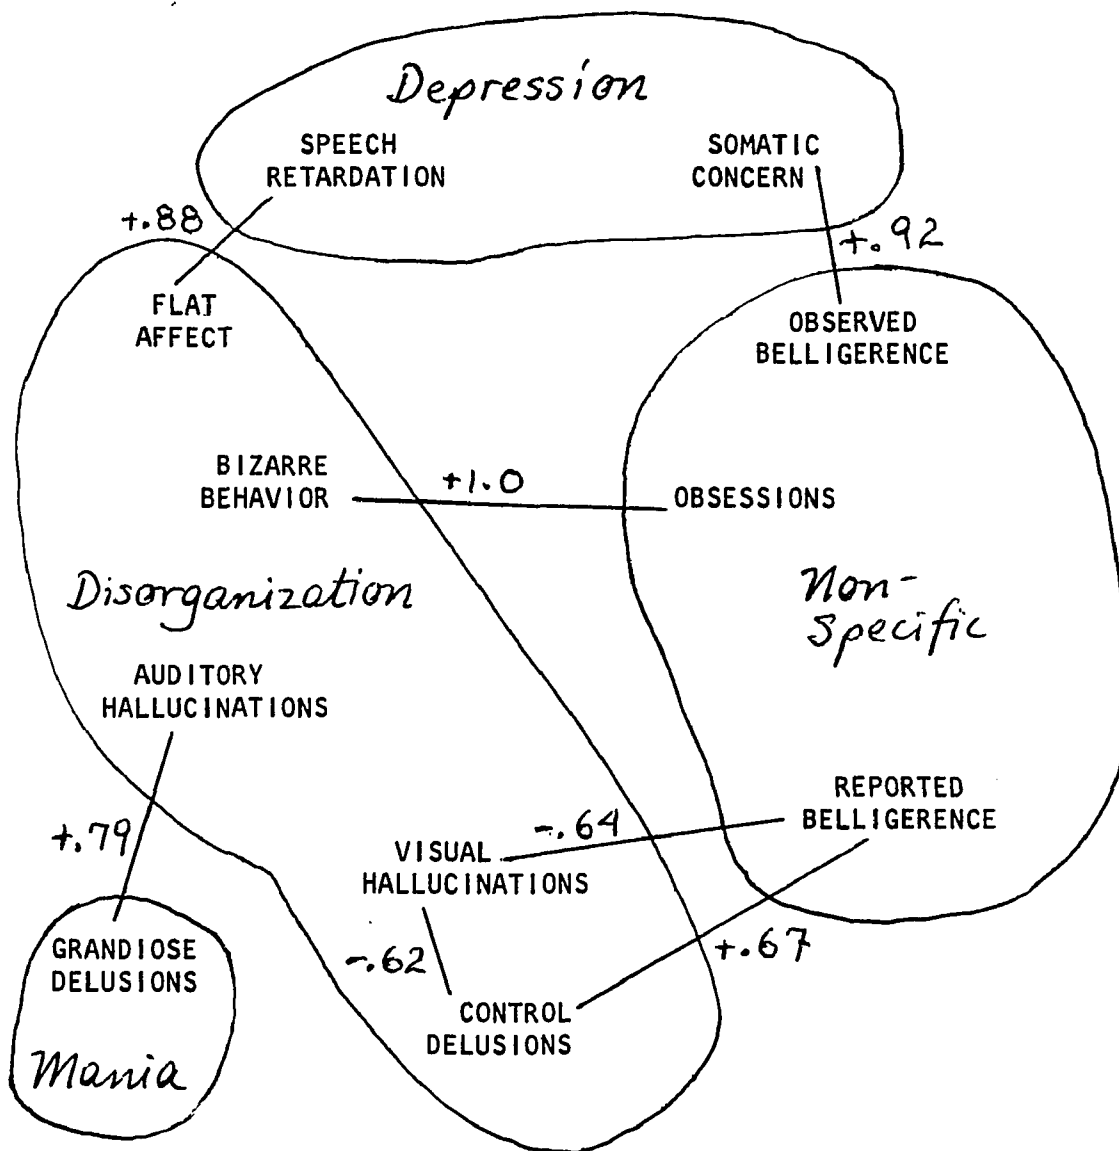 Depression
SPEECH
RETARDATION
SOMATIC
CONCERN
+.88
+.92
FLAT
AFFECT
OBSERVED
BELLIGERENCE
BIZARRE
BEHAVIOR
+1.0
OBSESSIONS
Disorganization
Non-
Specific
AUDITORY
HALLUCINATIONS
REPORTED
BELLIGERENCE
+.79
-.64
VISUAL
HALLUCINATIONS
GRANDIOSE
DELUSIONS
-.62
+.67
CONTROL
DELUSIONS
Mania